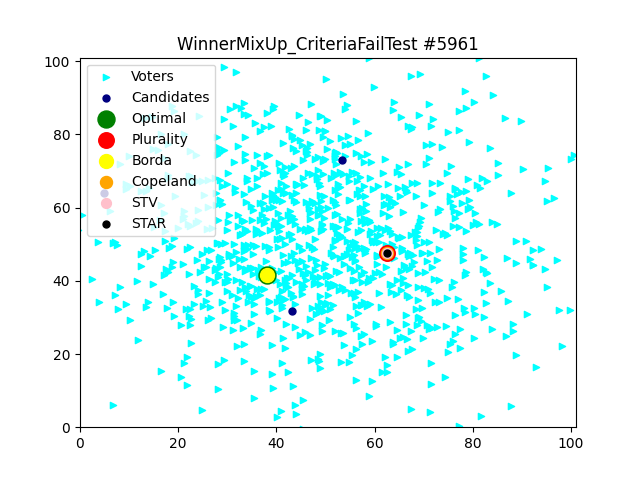 WinnerMixUp_CriteriaFailTest #5961
100
80
60
40
20
0
Voters
Candidates
Optimal
Plurality
Borda
Copeland
STV
STAR
0 20 40 60 80 100